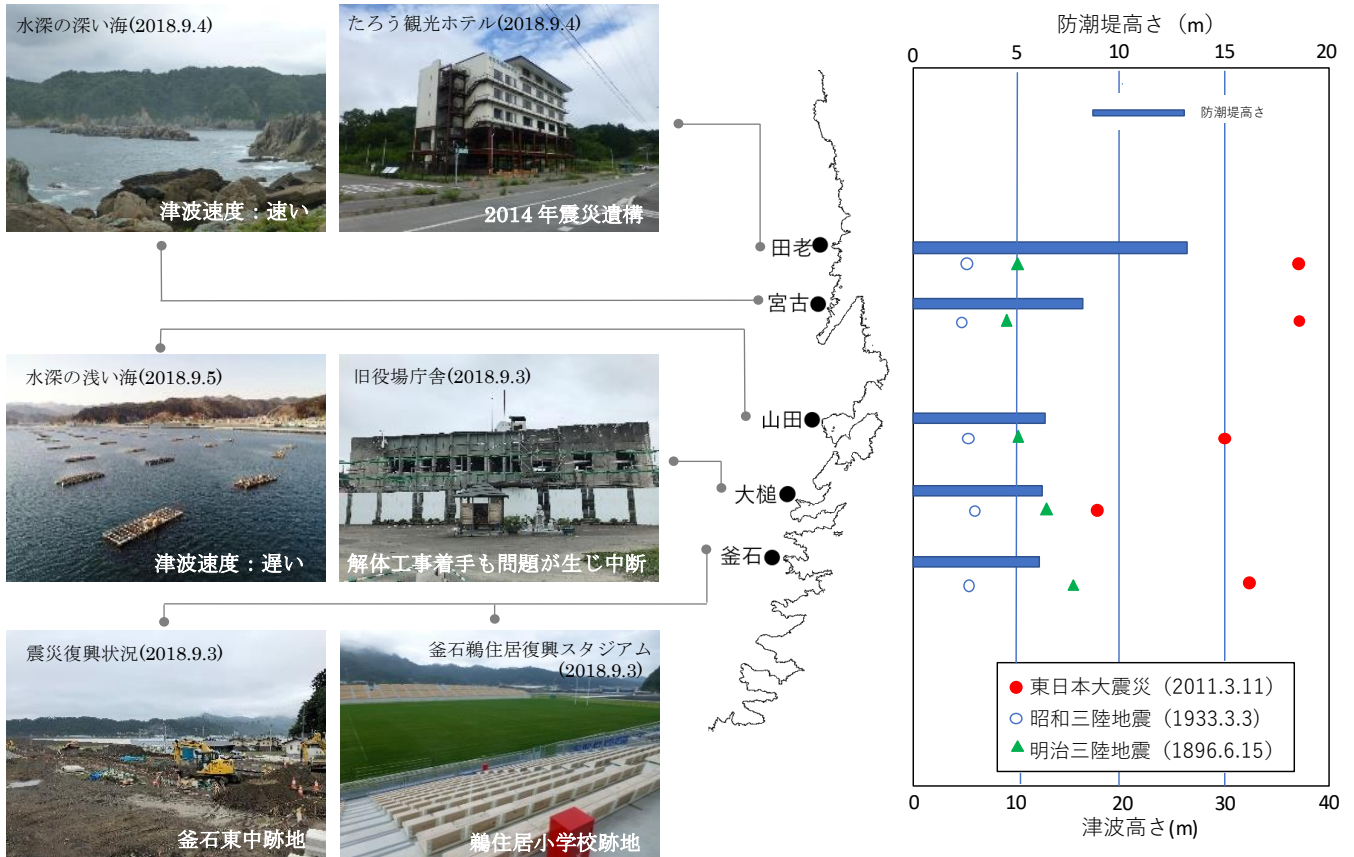 水深の深い海(2018.9.4)
津波速度：速い
たろう観光ホテル(2018.9.4)
2014年震災遺構
水深の浅い海(2018.9.5)
津波速度：遅い
旧役場庁舎(2018.9.3)
解体工事着手も問題が生じ中断
震災復興状況(2018.9.3)
釜石東中跡地
釜石鵜住居復興スタジアム
(2018.9.3)
鵜住居小学校跡地
田老
宮古
山田
大槌
釜石
防潮堤高さ（m）
0 5 10 15 20
防潮堤高さ
東日本大震災（2011.3.11）
昭和三陸地震（1933.3.3）
明治三陸地震（1896.6.15）
0 10 20 30 40
津波高さ(m)